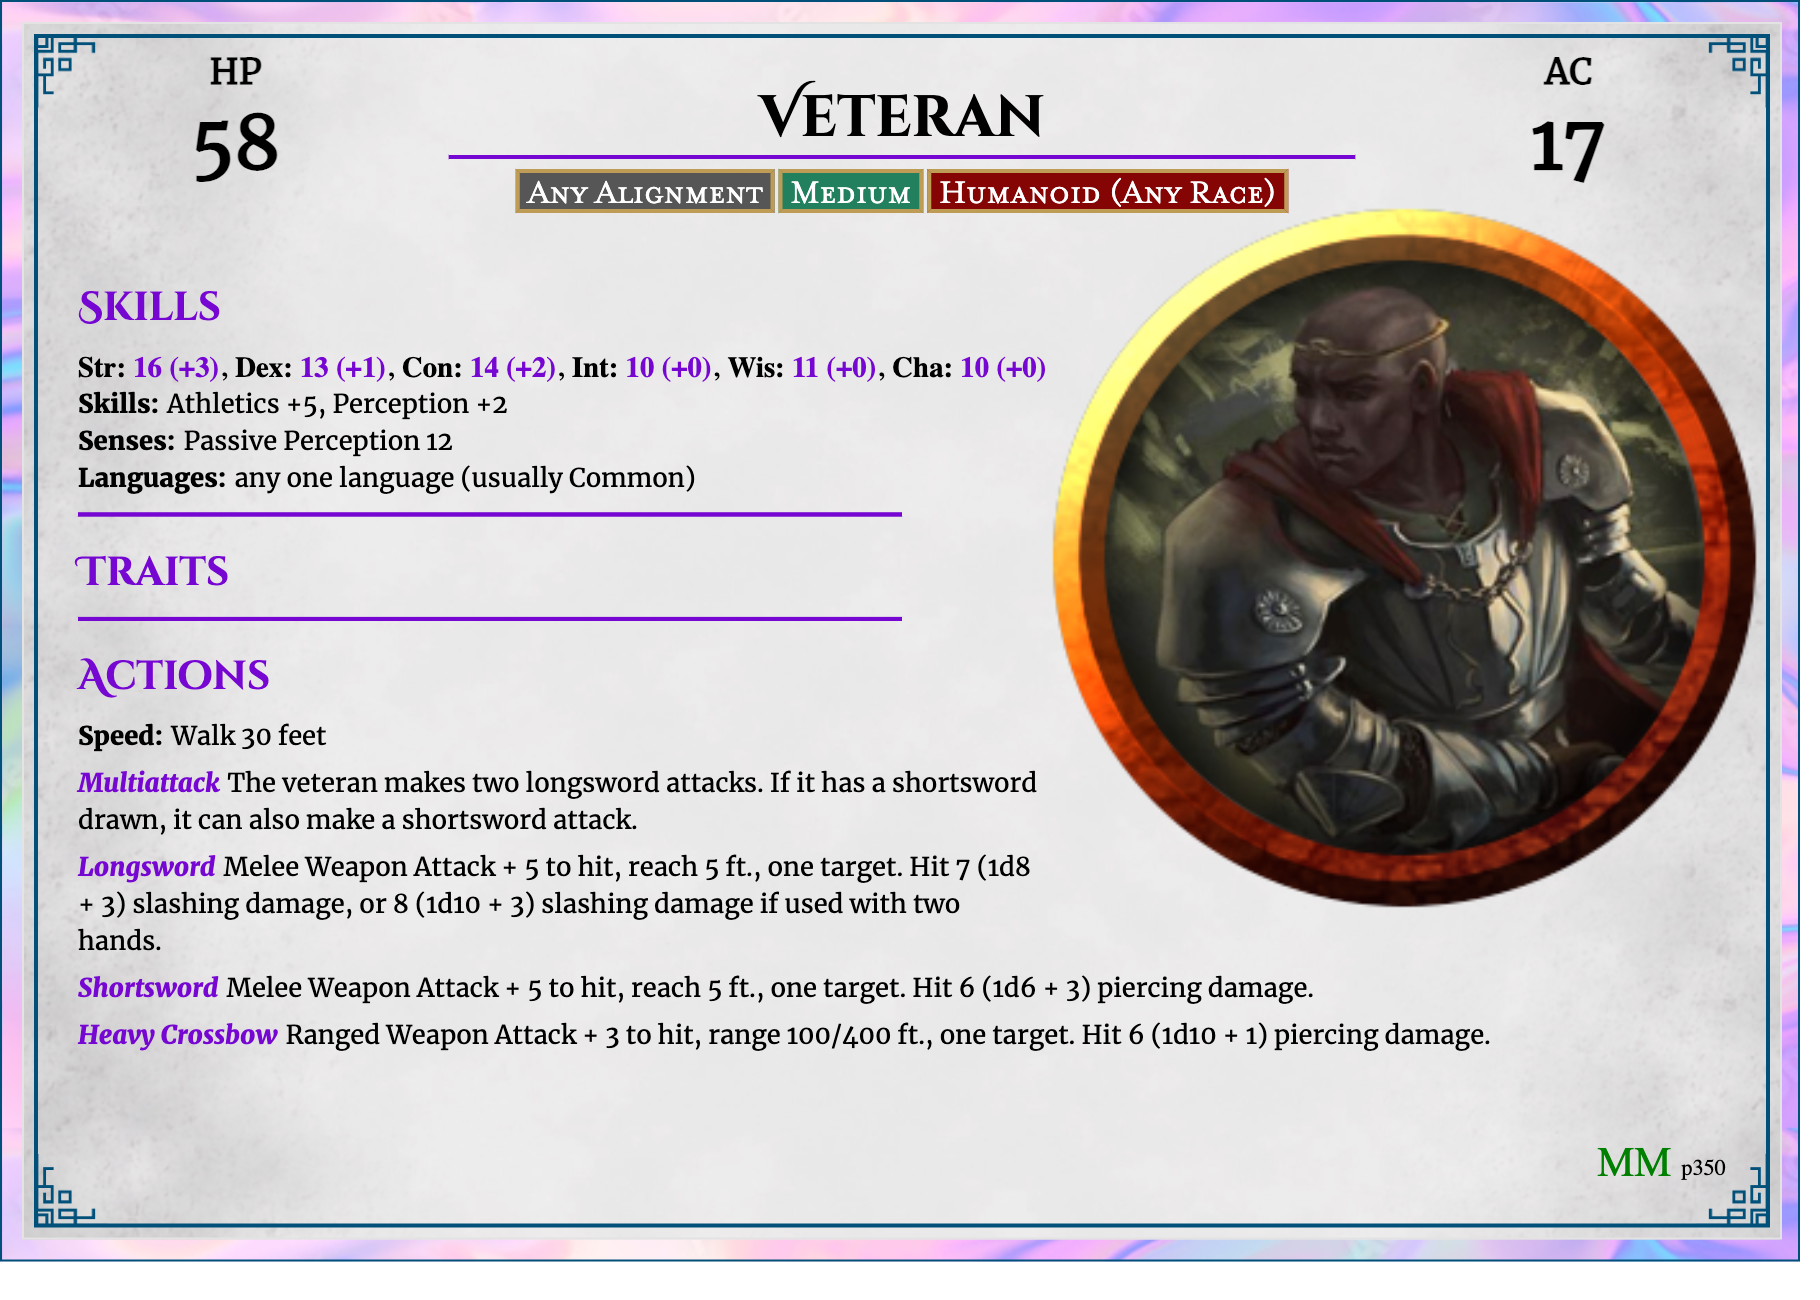 HP
58
Veteran
AC
17
Any Alignment Medium Humanoid (Any Race)
Skills
Str: 16 (+3), Dex: 13 (+1), Con: 14 (+2), Int: 10 (+0), Wis: 11 (+0), Cha: 10 (+0)
Skills: Athletics +5, Perception +2
Senses: Passive Perception 12
Languages: any one language (usually Common)
Traits
Actions
Speed: Walk 30 feet
Multiattack The veteran makes two longsword attacks. If it has a shortsword
drawn, it can also make a shortsword attack.
Longsword Melee Weapon Attack + 5 to hit, reach 5 ft., one target. Hit 7 (1d8
+ 3) slashing damage, or 8 (1d10 + 3) slashing damage if used with two
hands.
Shortsword Melee Weapon Attack + 5 to hit, reach 5 ft., one target. Hit 6 (1d6 + 3) piercing damage.
Heavy Crossbow Ranged Weapon Attack + 3 to hit, range 100/400 ft., one target. Hit 6 (1d10 + 1) piercing damage.
MM p350